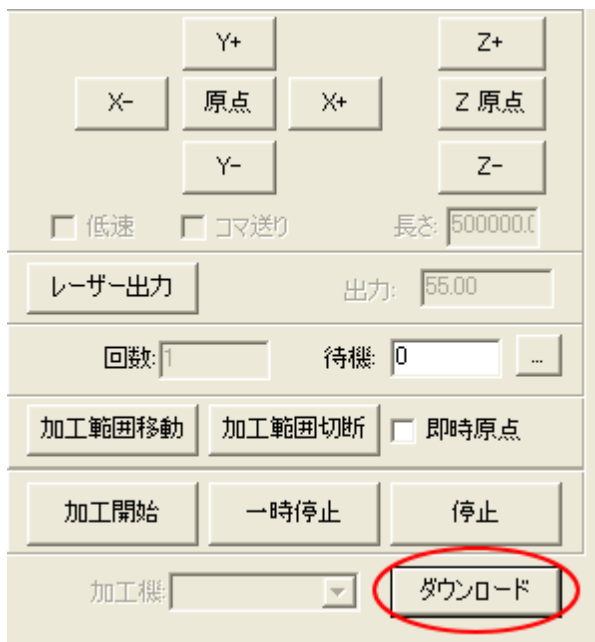 Y+ Z+
X- 原点 X+ Z 原点
Y- Z-
低速 コマ送り 長さ: 500000.0
レーザー出力 出力: 55.00
回数: 1 待機: 0 ...
加工範囲移動 加工範囲切断 即時原点
加工開始 一時停止 停止
加工機: ダウンロード